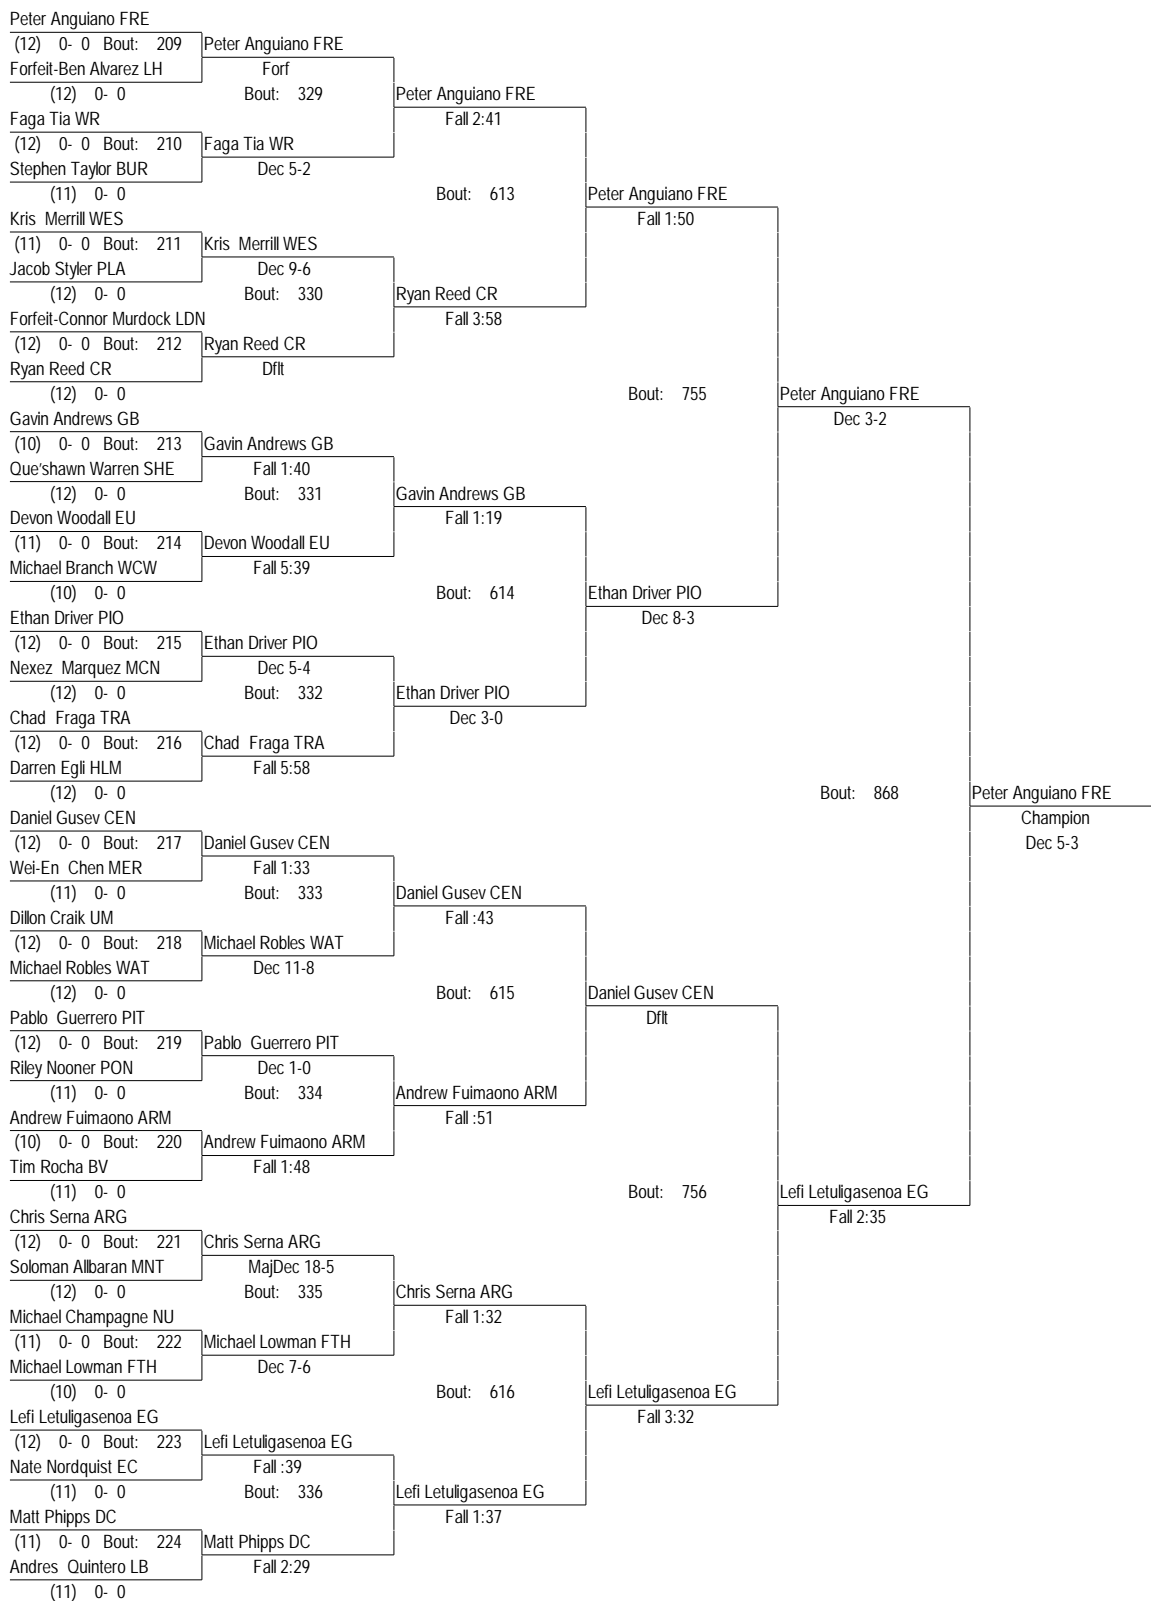 Peter Anguiano FRE
(12) 0- 0 Bout: 209 Peter Anguiano FRE
Forfeit-Ben Alvarez LH Forf
(12) 0- 0 Bout: 329 Peter Anguiano FRE
Faga Tia WR Fall 2:41
(12) 0- 0 Bout: 210 Faga Tia WR
Stephen Taylor BUR Dec 5-2
(11) 0- 0 Bout: 613 Peter Anguiano FRE
Kris Merrill WES Fall 1:50
(11) 0- 0 Bout: 211 Kris Merrill WES
Jacob Styler PLA Dec 9-6
(12) 0- 0 Bout: 330 Ryan Reed CR
Forfeit-Connor Murdock LDN Fall 3:58
(12) 0- 0 Bout: 212 Ryan Reed CR
Ryan Reed CR Dflt
(12) 0- 0 Bout: 755 Peter Anguiano FRE
Gavin Andrews GB Dec 3-2
(10) 0- 0 Bout: 213 Gavin Andrews GB
Que'shawn Warren SHE Fall 1:40
(12) 0- 0 Bout: 331 Gavin Andrews GB
Devon Woodall EU Fall 1:19
(11) 0- 0 Bout: 214 Devon Woodall EU
Michael Branch WCW Fall 5:39
(10) 0- 0 Bout: 614 Ethan Driver PIO
Ethan Driver PIO Dec 8-3
(12) 0- 0 Bout: 215 Ethan Driver PIO
Nexez Marquez MCN Dec 5-4
(12) 0- 0 Bout: 332 Ethan Driver PIO
Chad Fraga TRA Dec 3-0
(12) 0- 0 Bout: 216 Chad Fraga TRA
Darren Egli HLM Fall 5:58
(12) 0- 0 Bout: 868 Peter Anguiano FRE
Daniel Gusev CEN Champion
(12) 0- 0 Bout: 217 Daniel Gusev CEN Dec 5-3
Wei-En Chen MER Fall 1:33
(11) 0- 0 Bout: 333 Daniel Gusev CEN
Dillon Craik UM Fall :43
(12) 0- 0 Bout: 218 Michael Robles WAT
Michael Robles WAT Dec 11-8
(12) 0- 0 Bout: 615 Daniel Gusev CEN
Pablo Guerrero PIT Dflt
(12) 0- 0 Bout: 219 Pablo Guerrero PIT
Riley Nooner PON Dec 1-0
(11) 0- 0 Bout: 334 Andrew Fuimaono ARM
Andrew Fuimaono ARM Fall :51
(10) 0- 0 Bout: 220 Andrew Fuimaono ARM
Tim Rocha BV Fall 1:48
(11) 0- 0 Bout: 756 Lefi Letuligasenoa EG
Chris Serna ARG Fall 2:35
(12) 0- 0 Bout: 221 Chris Serna ARG
Soloman Allbaran MNT MajDec 18-5
(12) 0- 0 Bout: 335 Chris Serna ARG
Michael Champagne NU Fall 1:32
(11) 0- 0 Bout: 222 Michael Lowman FTH
Michael Lowman FTH Dec 7-6
(10) 0- 0 Bout: 616 Lefi Letuligasenoa EG
Lefi Letuligasenoa EG Fall 3:32
(12) 0- 0 Bout: 223 Lefi Letuligasenoa EG
Nate Nordquist EC Fall :39
(11) 0- 0 Bout: 336 Lefi Letuligasenoa EG
Matt Phipps DC Fall 1:37
(11) 0- 0 Bout: 224 Matt Phipps DC
Andres Quintero LB Fall 2:29
(11) 0- 0